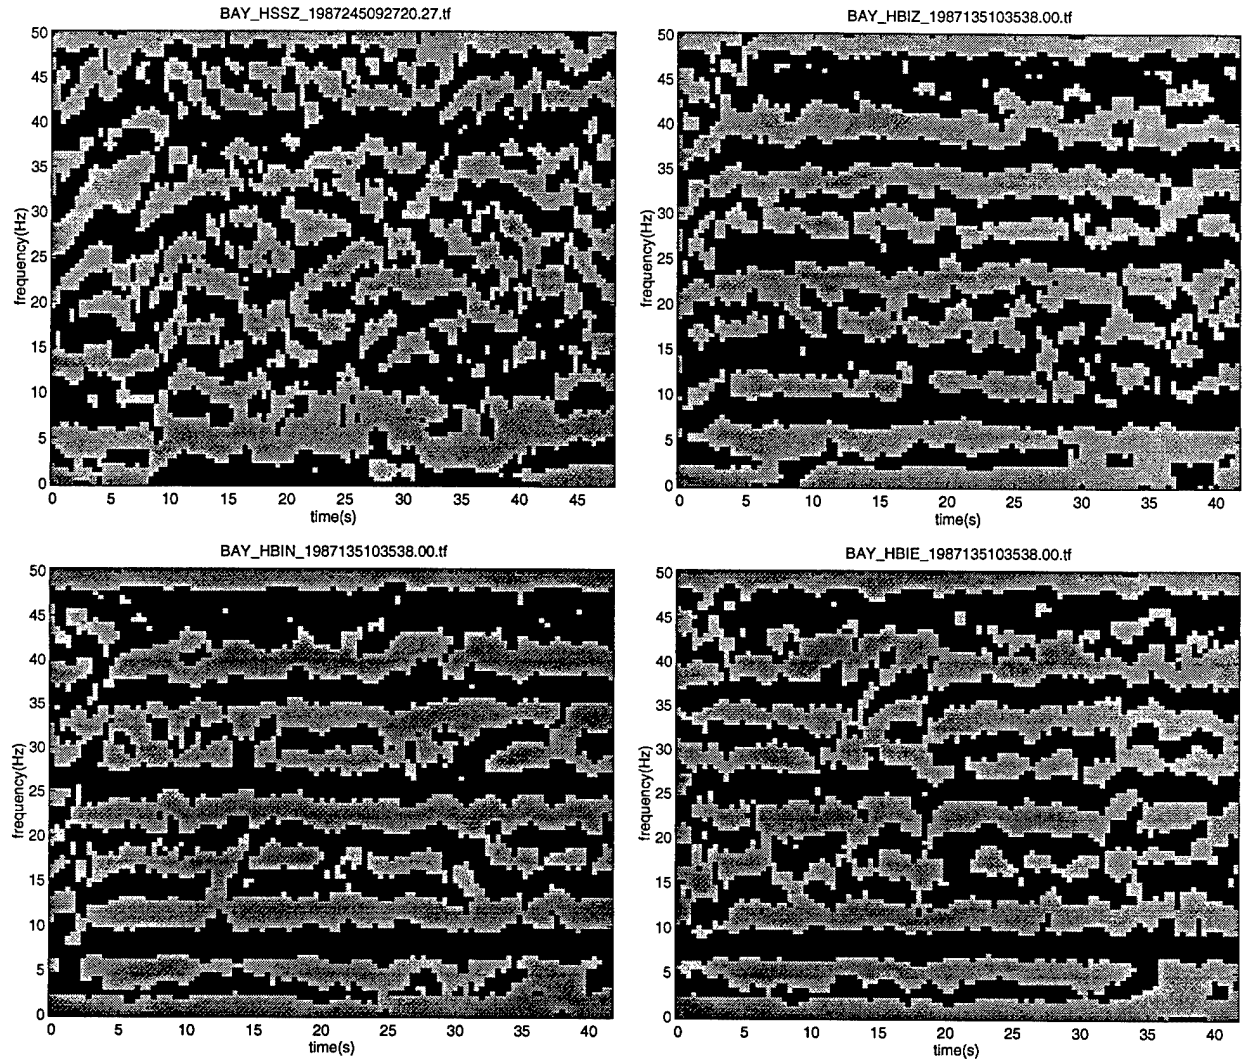 BAY_HSSZ_1987245092720.27.tf
50
45
40
35
30
25
20
15
10
5
0
frequency(Hz)
0 5 10 15 20 25 30 35 40 45
time(s)
BAY_HBIZ_1987135103538.00.tf
50
45
40
35
30
25
20
15
10
5
0
frequency(Hz)
0 5 10 15 20 25 30 35 40
time(s)
BAY_HBIN_1987135103538.00.tf
50
45
40
35
30
25
20
15
10
5
0
frequency(Hz)
0 5 10 15 20 25 30 35 40
time(s)
BAY_HBIE_1987135103538.00.tf
50
45
40
35
30
25
20
15
10
5
0
frequency(Hz)
0 5 10 15 20 25 30 35 40
time(s)